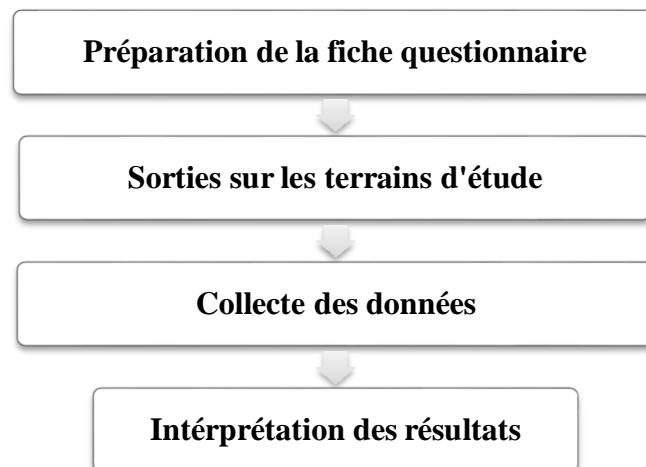 Préparation de la fiche questionnaire
Sorties sur les terrains d'étude
Collecte des données
Intérprétation des résultats